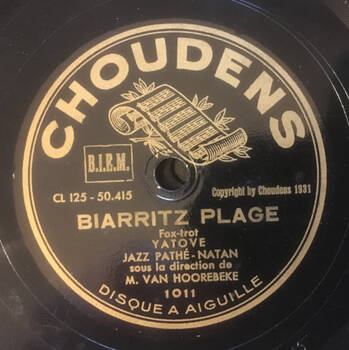 CHOUDENS
B.I.E.M.
CL 125 - 50.415
Copyright by Choudens 1931
BIARRITZ PLAGE
Fox-trot
YATOVE
JAZZ PATHÉ-NATAN
sous la direction de
M. VAN HOOREBEKE
1011
DISQUE A AIGUILLE